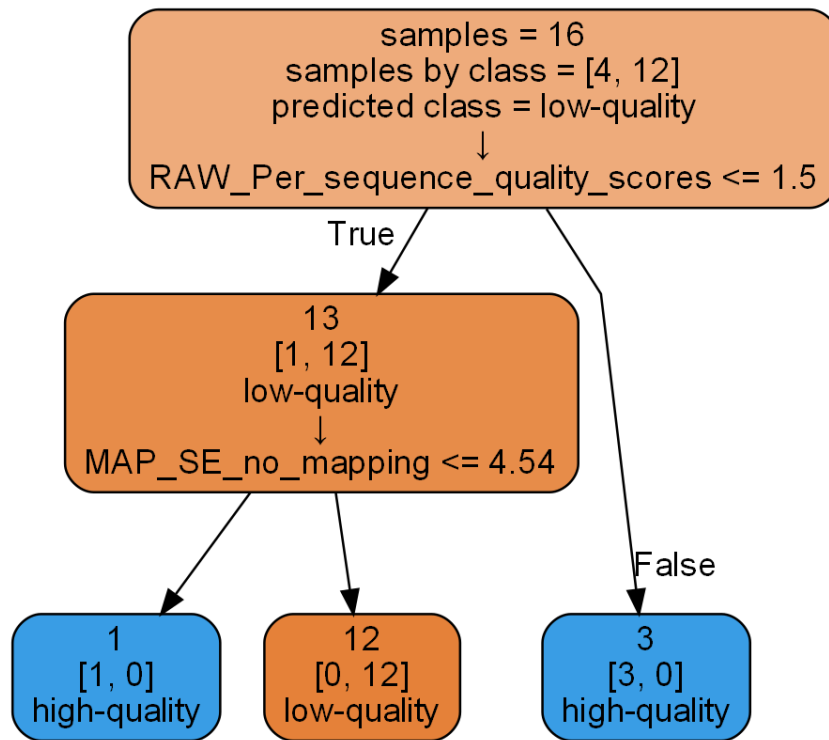 samples = 16
samples by class = [4, 12]
predicted class = low-quality
↓
RAW_Per_sequence_quality_scores <= 1.5
True
13
[1, 12]
low-quality
↓
MAP_SE_no_mapping <= 4.54
False
1
[1, 0]
high-quality
12
[0, 12]
low-quality
3
[3, 0]
high-quality